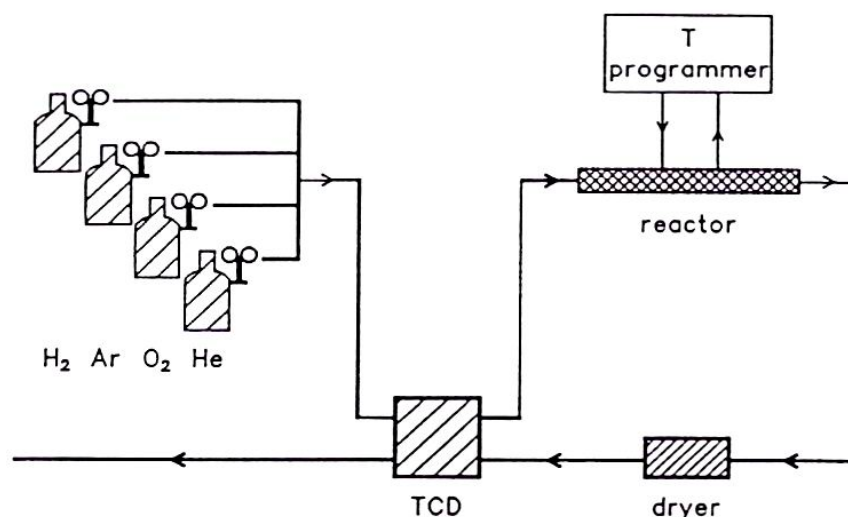 T
programmer
reactor
H₂ Ar O₂ He
TCD
dryer